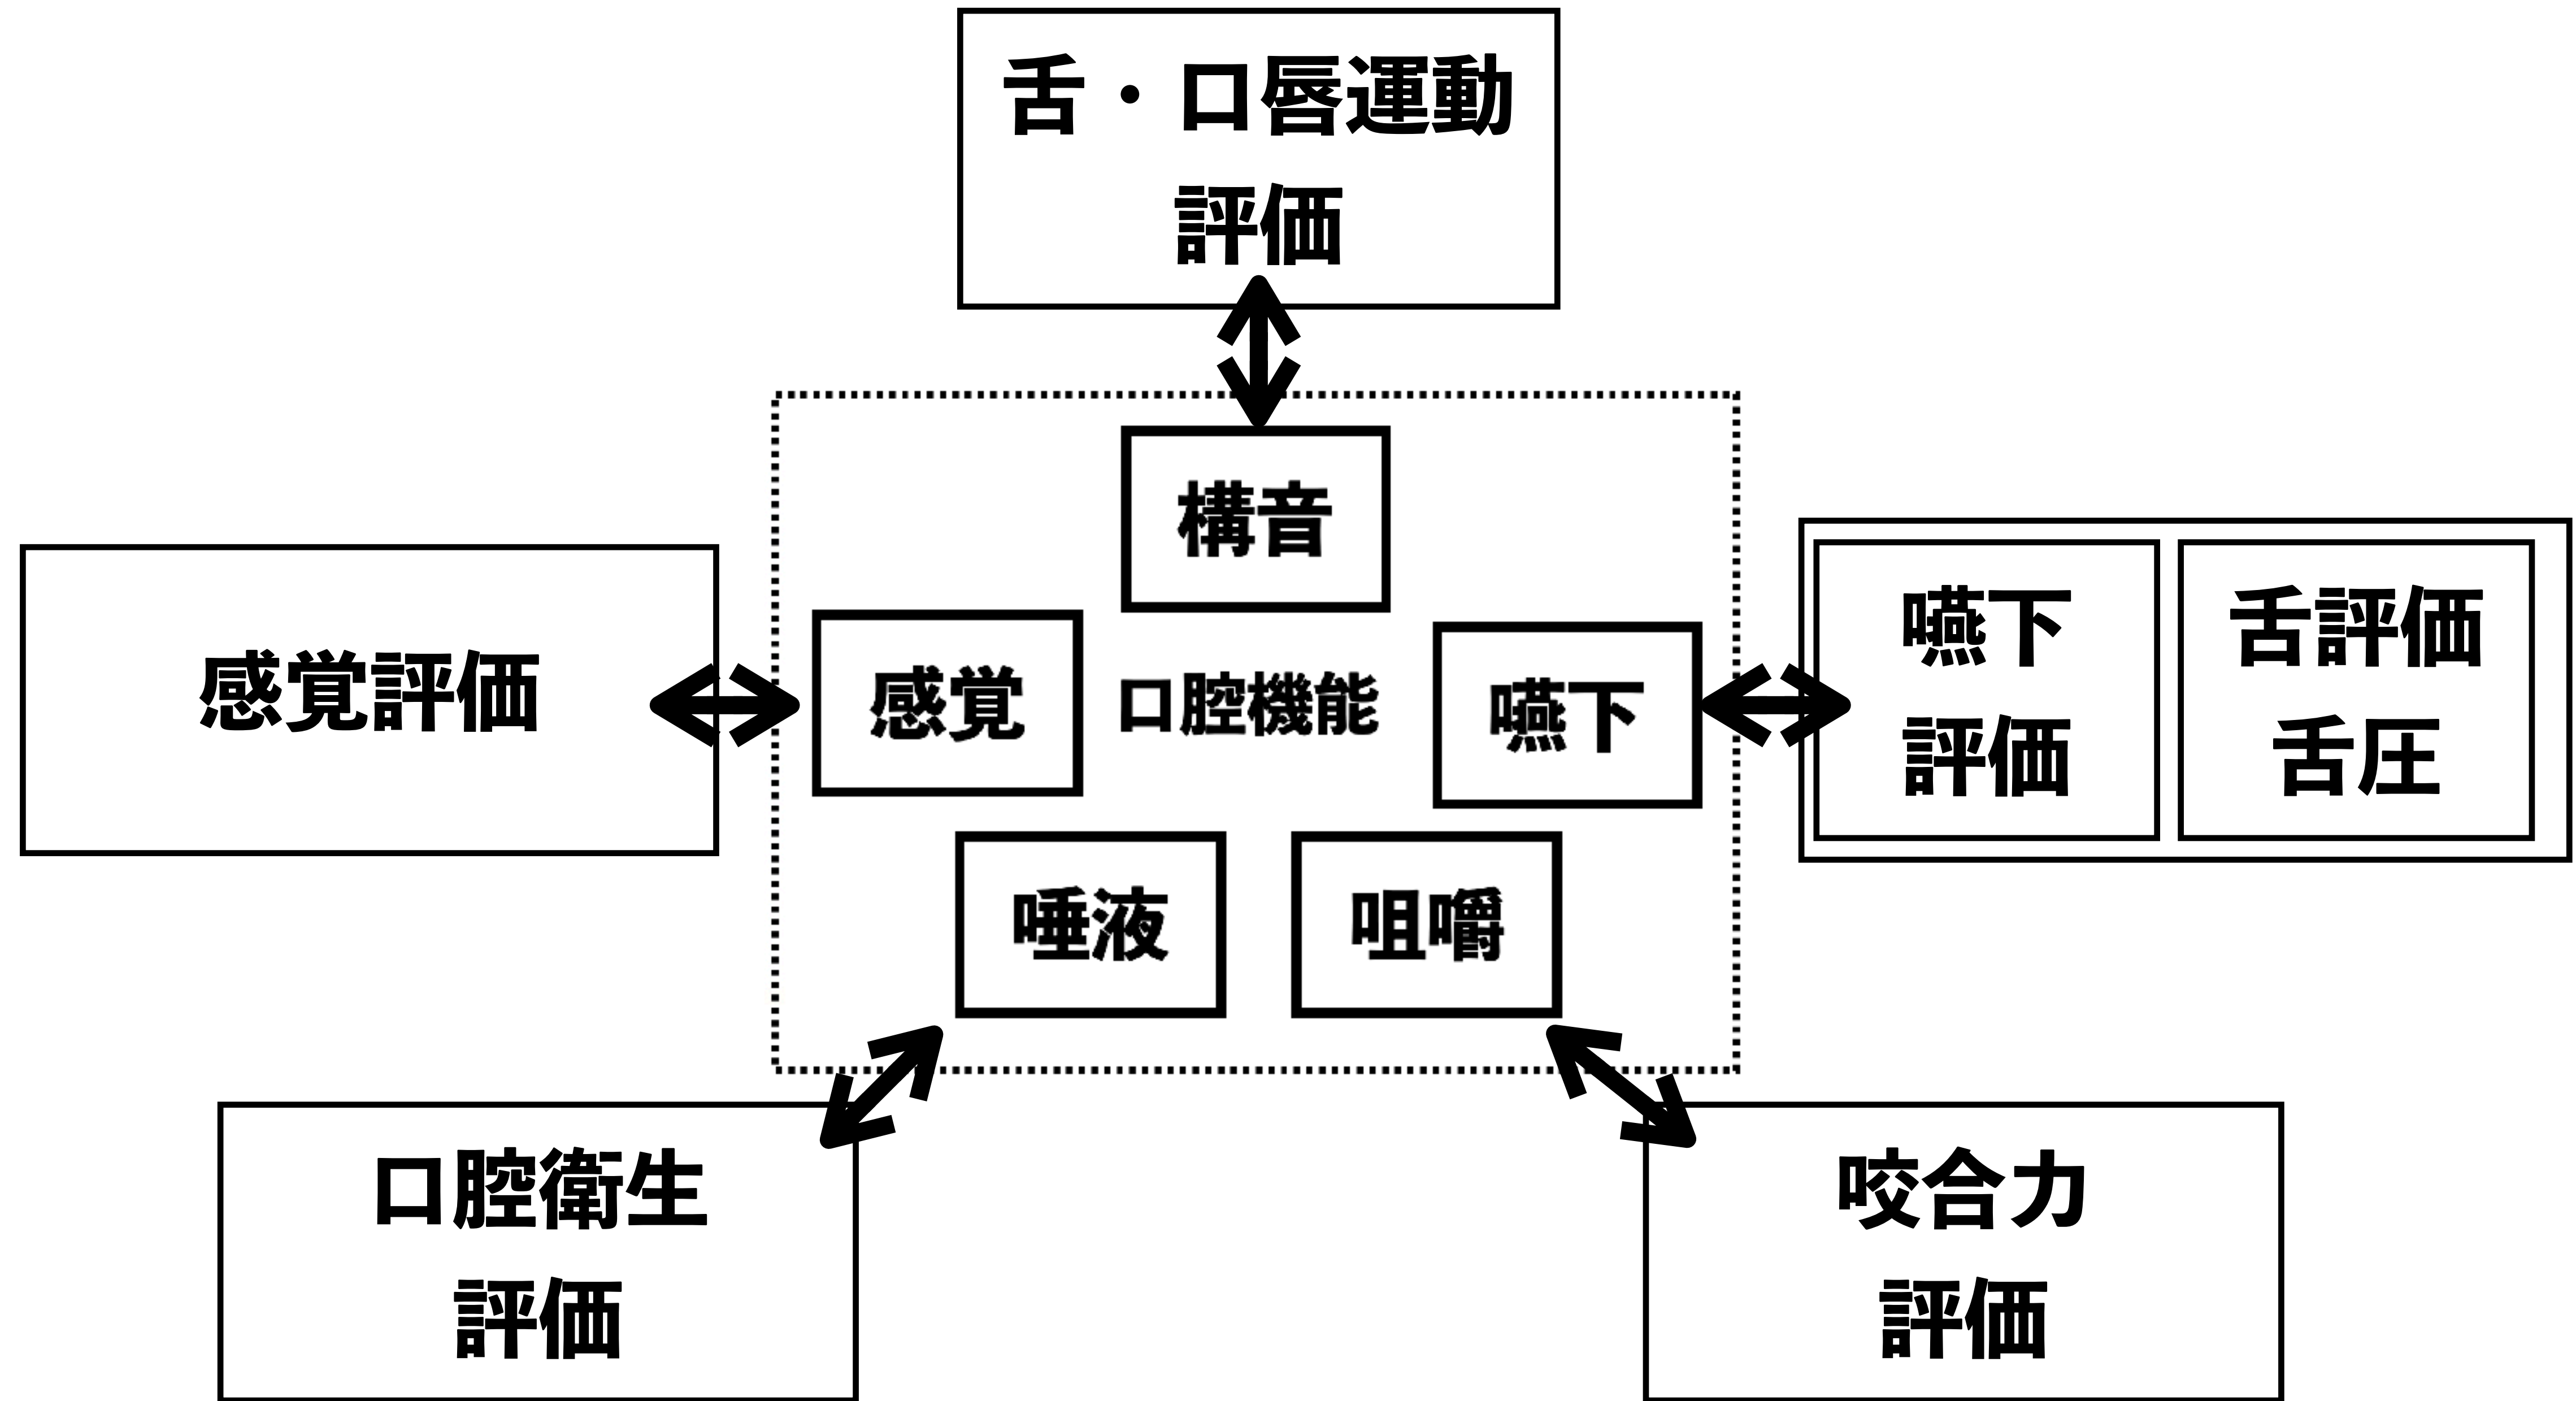 舌・口唇運動
評価
構音
感覚評価
感覚
口腔機能
嚥下
嚥下
評価
舌評価
舌圧
唾液
咀嚼
口腔衛生
評価
咬合力
評価